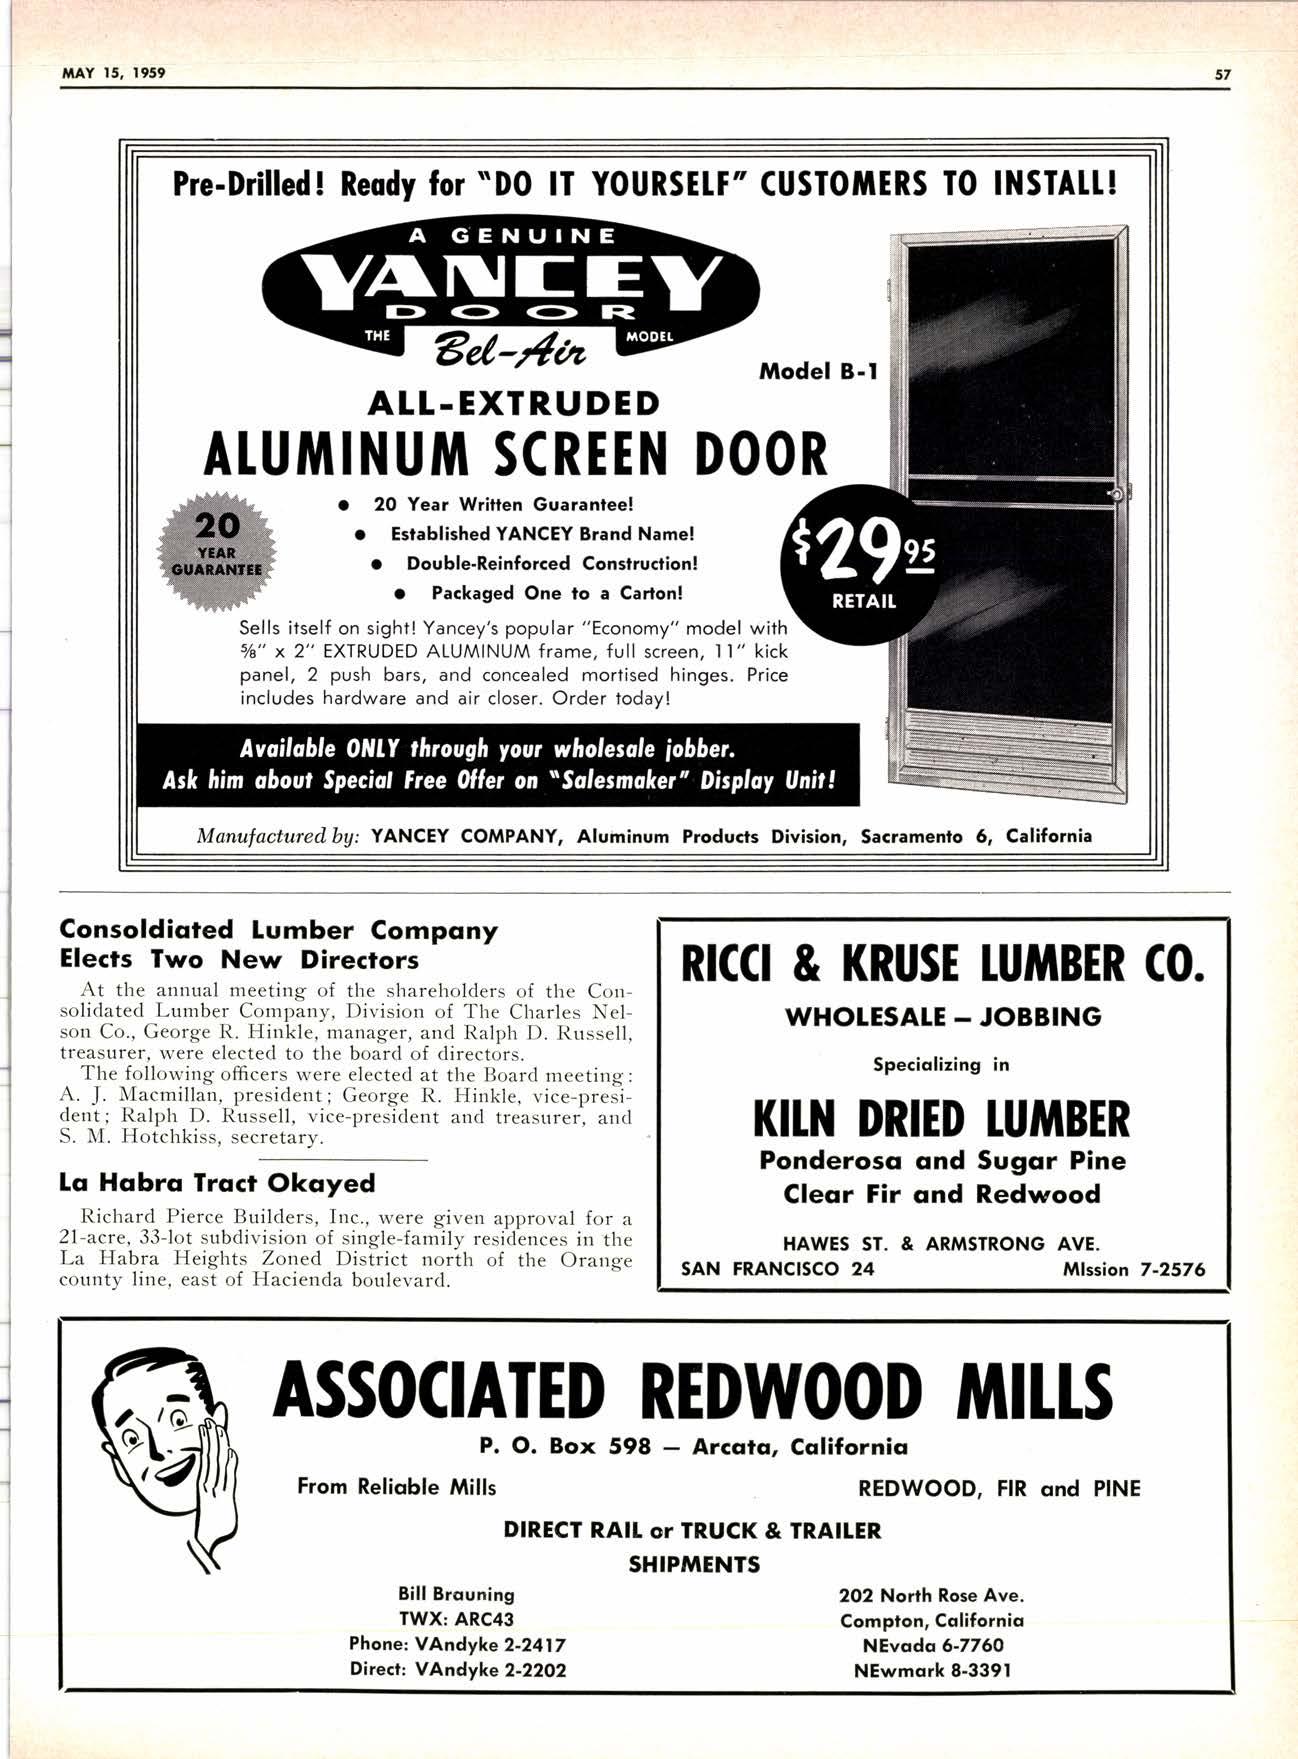 MAY 15, 1959
57
Pre-Drilled! Ready for "DO IT YOURSELF" CUSTOMERS TO INSTALL!
A GENUINE
YANCEY
DOOR
THE Bel-Air MODEL
Model B-1
ALL-EXTRUDED
ALUMINUM SCREEN DOOR
20
YEAR
GUARANTEE
• 20 Year Written Guarantee!
• Established YANCEY Brand Name!
• Double-Reinforced Construction!
• Packaged One to a Carton!
$29.95
RETAIL
Sells itself on sight! Yancey's popular "Economy" model with
⅝" x 2" EXTRUDED ALUMINUM frame, full screen, 11" kick
panel, 2 push bars, and concealed mortised hinges. Price
includes hardware and air closer. Order today!
Available ONLY through your wholesale jobber.
Ask him about Special Free Offer on "Salesmaker" Display Unit!
Manufactured by: YANCEY COMPANY, Aluminum Products Division, Sacramento 6, California
Consoldiated Lumber Company
Elects Two New Directors
At the annual meeting of the shareholders of the Con-
solidated Lumber Company, Division of The Charles Nel-
son Co., George R. Hinkle, manager, and Ralph D. Russell,
treasurer, were elected to the board of directors.
The following officers were elected at the Board meeting:
A. J. Macmillan, president; George R. Hinkle, vice-presi-
dent; Ralph D. Russell, vice-president and treasurer, and
S. M. Hotchkiss, secretary.
La Habra Tract Okayed
Richard Pierce Builders, Inc., were given approval for a
21-acre, 33-lot subdivision of single-family residences in the
La Habra Heights Zoned District north of the Orange
county line, east of Hacienda boulevard.
RICCI & KRUSE LUMBER CO.
WHOLESALE — JOBBING
Specializing in
KILN DRIED LUMBER
Ponderosa and Sugar Pine
Clear Fir and Redwood
HAWES ST. & ARMSTRONG AVE.
SAN FRANCISCO 24 MIssion 7-2576
ASSOCIATED REDWOOD MILLS
P. O. Box 598 — Arcata, California
From Reliable Mills REDWOOD, FIR and PINE
DIRECT RAIL or TRUCK & TRAILER
SHIPMENTS
Bill Brauning
TWX: ARC43
Phone: VAndyke 2-2417
Direct: VAndyke 2-2202
202 North Rose Ave.
Compton, California
NEvada 6-7760
NEwmark 8-3391